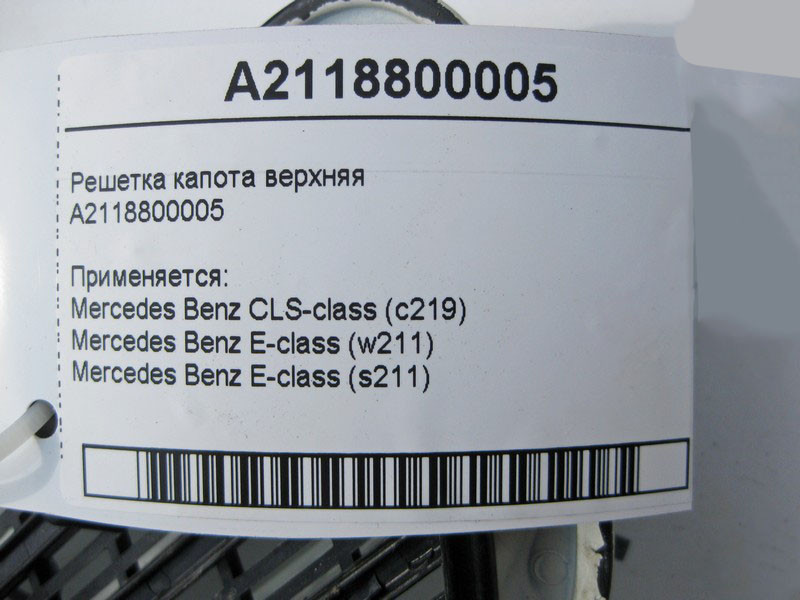 A2118800005
Решетка капота верхняя
A2118800005
Применяется:
Mercedes Benz CLS-class (c219)
Mercedes Benz E-class (w211)
Mercedes Benz E-class (s211)